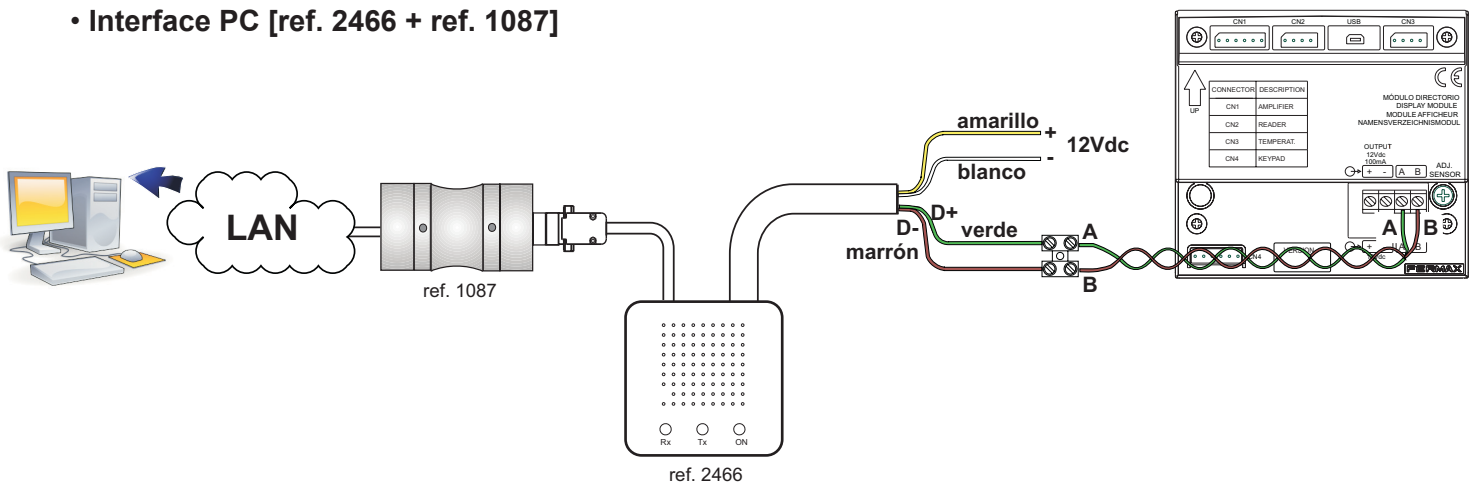 • Interface PC [ref. 2466 + ref. 1087]
LAN
ref. 1087
Rx Tx ON
ref. 2466
amarillo +
12Vdc
blanco -
D+
D- verde
marrón
A
B
CN1 CN2 USB CN3
UP
CONNECTOR DESCRIPTION
CN1 AMPLIFIER
CN2 READER
CN3 TEMPERAT.
CN4 KEYPAD
CE
MÓDULO DIRECTORIO
DISPLAY MODULE
MODULE AFFICHEUR
NAMENSVERZEICHNISMODUL
OUTPUT
12Vdc
100mA
+ - A B
ADJ.
SENSOR
A B
CN4
VERSIÓN
+ A B
FERMAX